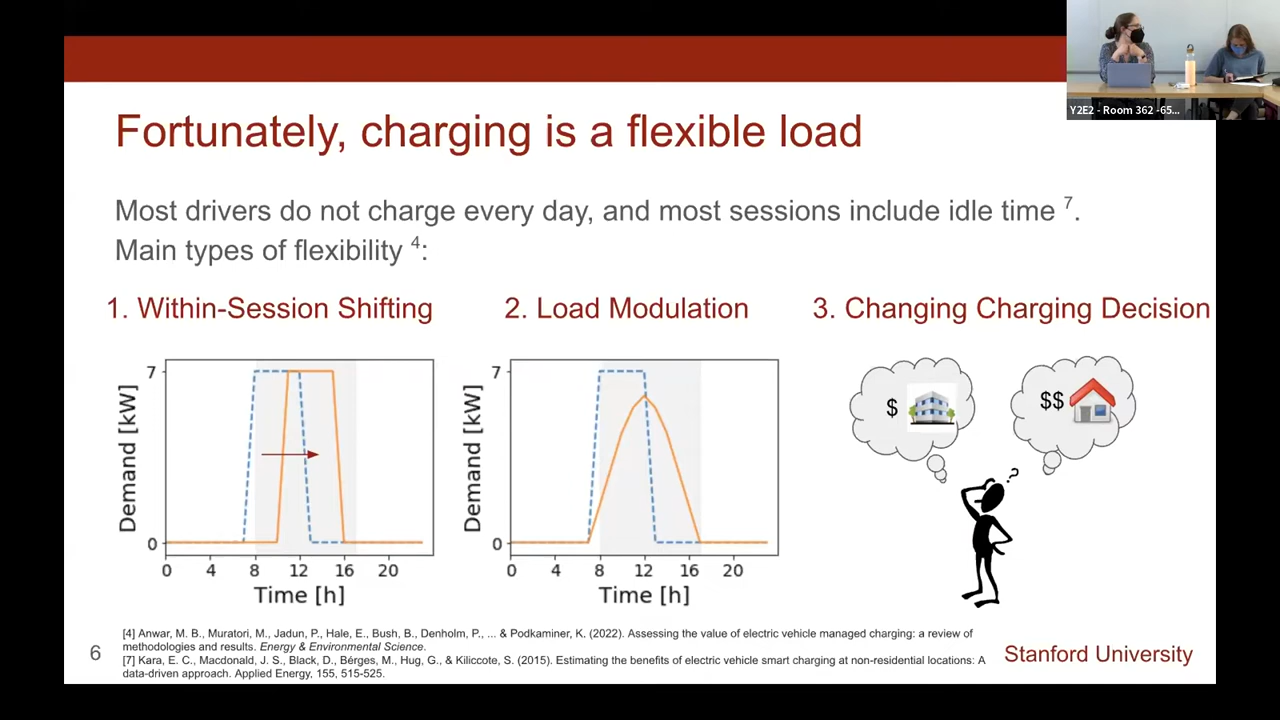 Y2E2 - Room 362 -65...
Fortunately, charging is a flexible load
Most drivers do not charge every day, and most sessions include idle time 7.
Main types of flexibility 4:
1. Within-Session Shifting
2. Load Modulation
3. Changing Charging Decision
7
0
Demand [kW]
0 4 8 12 16 20
Time [h]
7
0
Demand [kW]
0 4 8 12 16 20
Time [h]
$
$$
?
[4] Anwar, M. B., Muratori, M., Jadun, P., Hale, E., Bush, B., Denholm, P., ... & Podkaminer, K. (2022). Assessing the value of electric vehicle managed charging: a review of
methodologies and results. Energy & Environmental Science.
[7] Kara, E. C., Macdonald, J. S., Black, D., Bérges, M., Hug, G., & Kiliccote, S. (2015). Estimating the benefits of electric vehicle smart charging at non-residential locations: A
data-driven approach. Applied Energy, 155, 515-525.
6
Stanford University